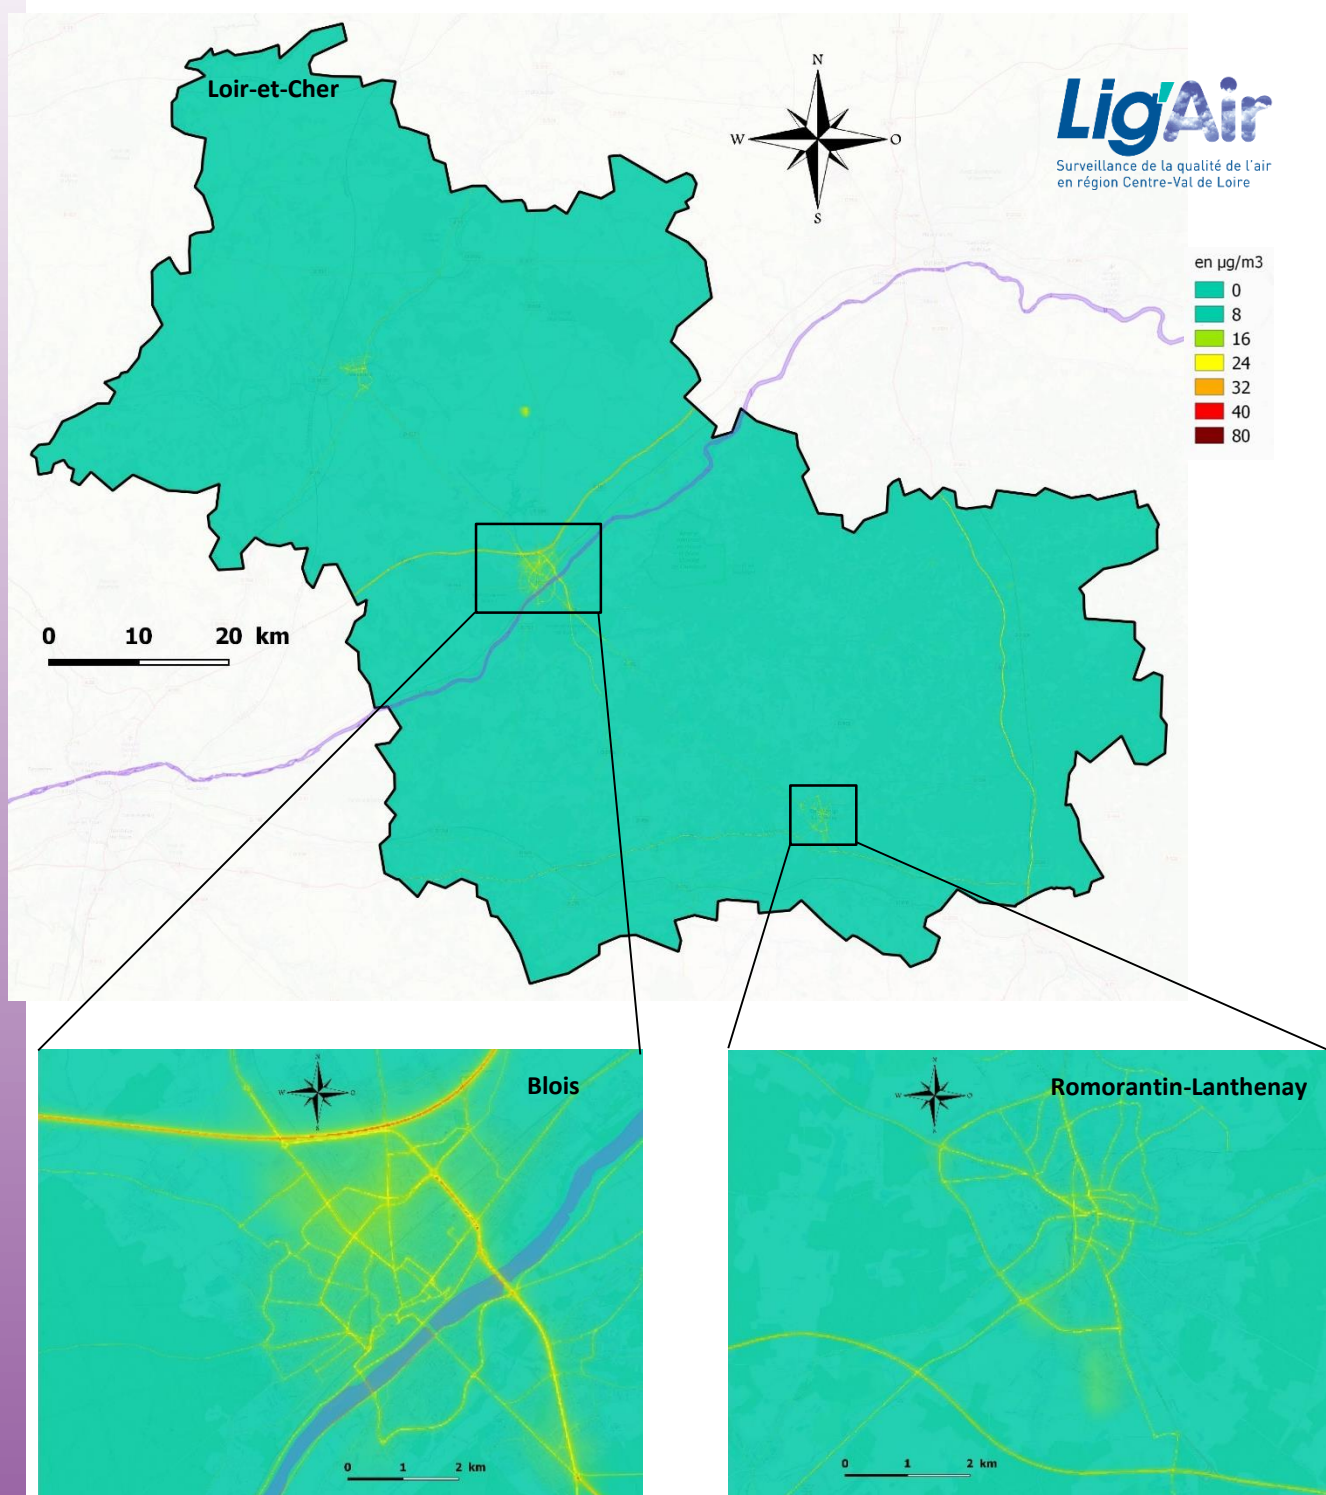 Loir-et-Cher
N
W
O
S
Lig'Air
Surveillance de la qualité de l'air
en région Centre-Val de Loire
en µg/m3
0
8
16
24
32
40
80
0 10 20 km
Blois
N
W
O
S
0 1 2 km
Romorantin-Lanthenay
N
W
O
S
0 1 2 km